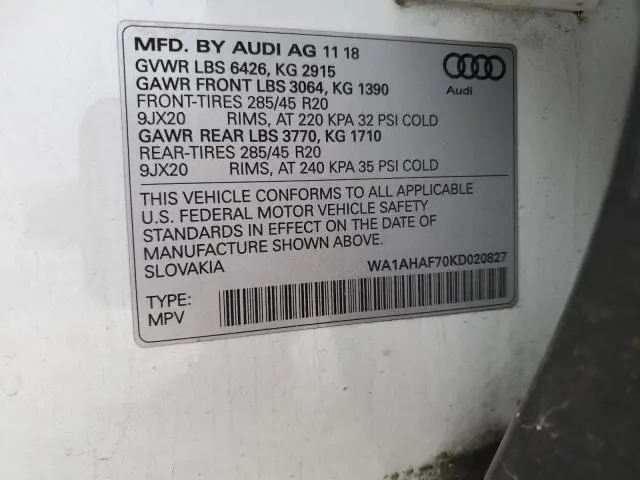 MFD. BY AUDI AG 11 18
GVWR LBS 6426, KG 2915
GAWR FRONT LBS 3064, KG 1390
FRONT-TIRES 285/45 R20
9JX20 RIMS, AT 220 KPA 32 PSI COLD
GAWR REAR LBS 3770, KG 1710
REAR-TIRES 285/45 R20
9JX20 RIMS, AT 240 KPA 35 PSI COLD
Audi
THIS VEHICLE CONFORMS TO ALL APPLICABLE
U.S. FEDERAL MOTOR VEHICLE SAFETY
STANDARDS IN EFFECT ON THE DATE OF
MANUFACTURE SHOWN ABOVE.
SLOVAKIA WA1AHAF70KD020827
TYPE:
MPV